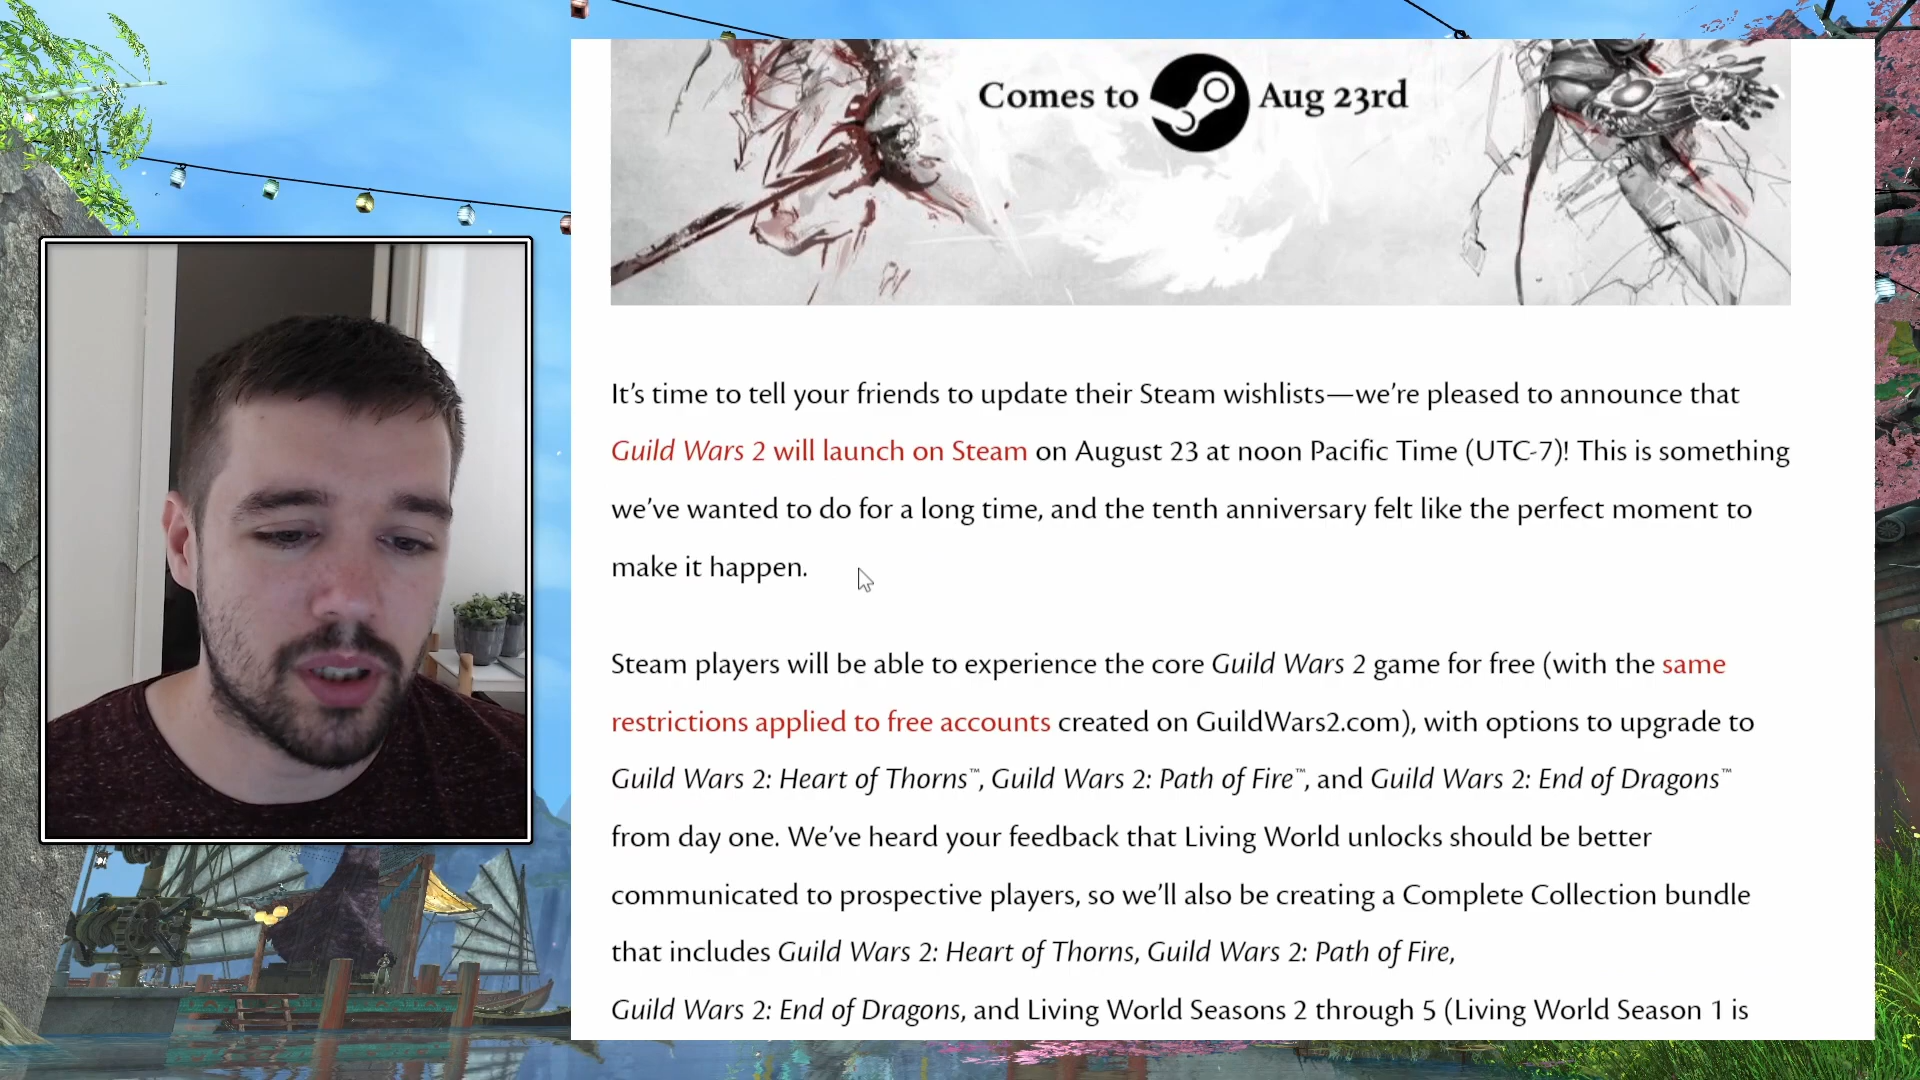 Comes to Aug 23rd
It’s time to tell your friends to update their Steam wishlists—we’re pleased to announce that
Guild Wars 2 will launch on Steam on August 23 at noon Pacific Time (UTC-7)! This is something
we’ve wanted to do for a long time, and the tenth anniversary felt like the perfect moment to
make it happen.
Steam players will be able to experience the core Guild Wars 2 game for free (with the same
restrictions applied to free accounts created on GuildWars2.com), with options to upgrade to
Guild Wars 2: Heart of Thorns™, Guild Wars 2: Path of Fire™, and Guild Wars 2: End of Dragons™
from day one. We’ve heard your feedback that Living World unlocks should be better
communicated to prospective players, so we’ll also be creating a Complete Collection bundle
that includes Guild Wars 2: Heart of Thorns, Guild Wars 2: Path of Fire,
Guild Wars 2: End of Dragons, and Living World Seasons 2 through 5 (Living World Season 1 is